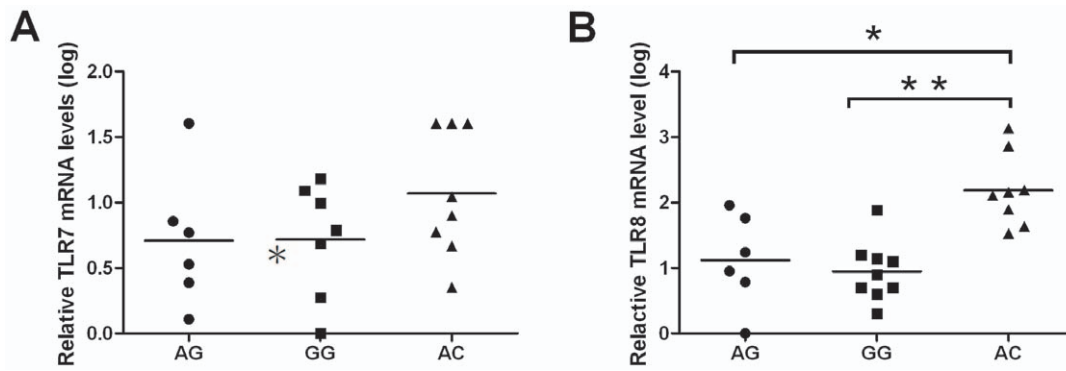 A
Relative TLR7 mRNA levels (log)
2.0
1.5
1.0
0.5
0.0
*
AG GG AC
B
Relactive TLR8 mRNA level (log)
*
* *
4
3
2
1
0
AG GG AC